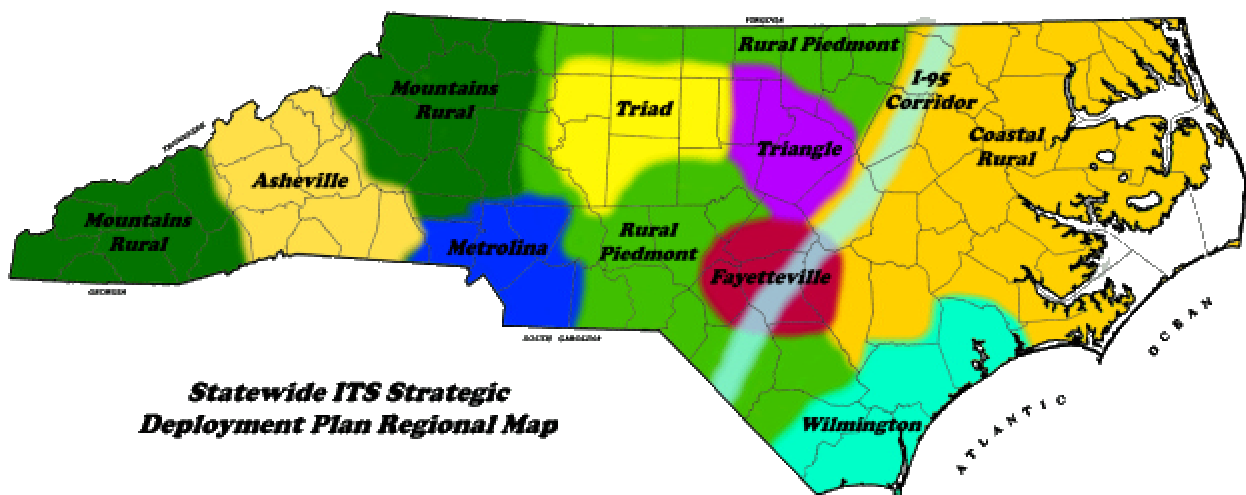 VIRGINIA
Rural Piedmont
Mountains
Rural
I-95
Corridor
Triad
Coastal
Rural
TENNESSEE
Triangle
Asheville
Mountains
Rural
Metrolina
Rural
Piedmont
Fayetteville
GEORGIA
SOUTH CAROLINA
OCEAN
ATLANTIC
Statewide ITS Strategic
Deployment Plan Regional Map
Wilmington